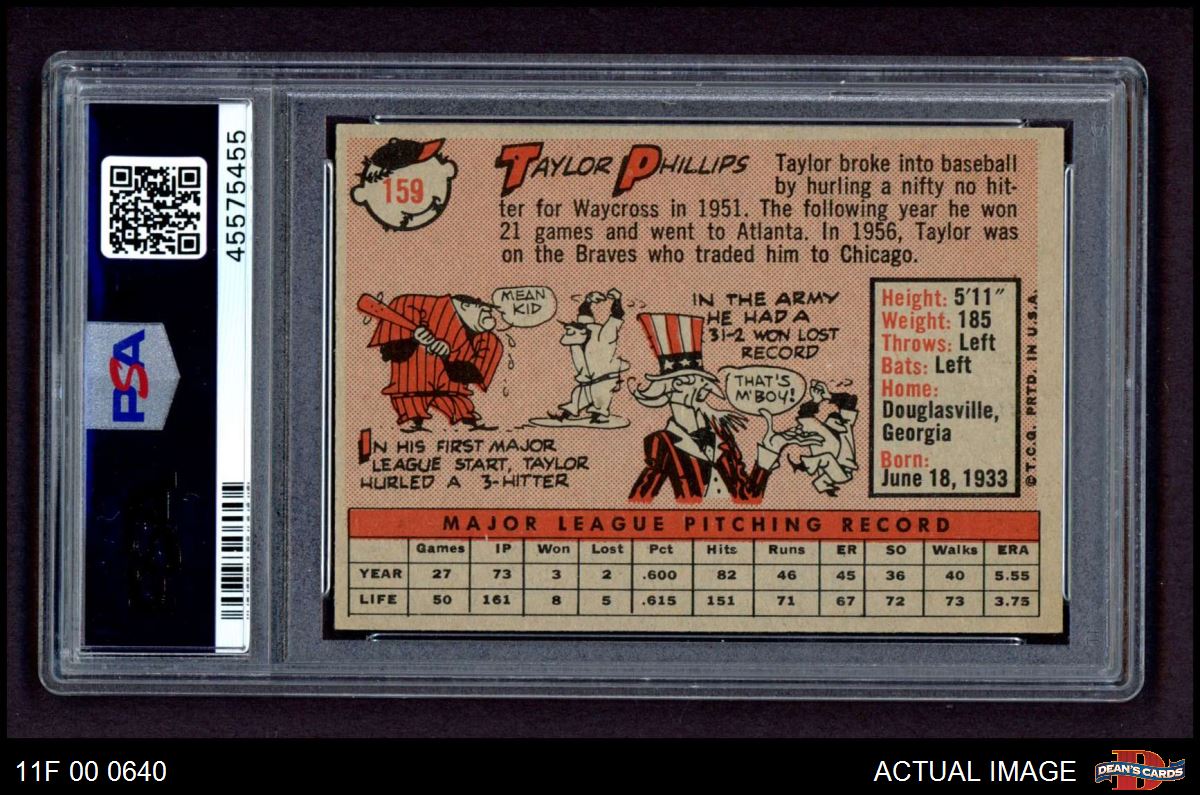 45575455
PSA
159
TAYLOR PHILLIPS
Taylor broke into baseball
by hurling a nifty no hit-
ter for Waycross in 1951. The following year he won
21 games and went to Atlanta. In 1956, Taylor was
on the Braves who traded him to Chicago.
MEAN
KID
IN HIS FIRST MAJOR
LEAGUE START, TAYLOR
HURLED A 3-HITTER
IN THE ARMY
HE HAD A
31-2 WON LOST
RECORD
THAT'S
M'BOY!
Height: 5'11"
Weight: 185
Throws: Left
Bats: Left
Home:
Douglasville,
Georgia
Born:
June 18, 1933
© T.C.G. PRTD. IN U.S.A.
MAJOR LEAGUE PITCHING RECORD
Games IP Won Lost Pct Hits Runs ER SO Walks ERA
YEAR 27 73 3 2 .600 82 46 45 36 40 5.55
LIFE 50 161 8 5 .615 151 71 67 72 73 3.75
11F 00 0640
ACTUAL IMAGE
D
DEAN'S CARDS